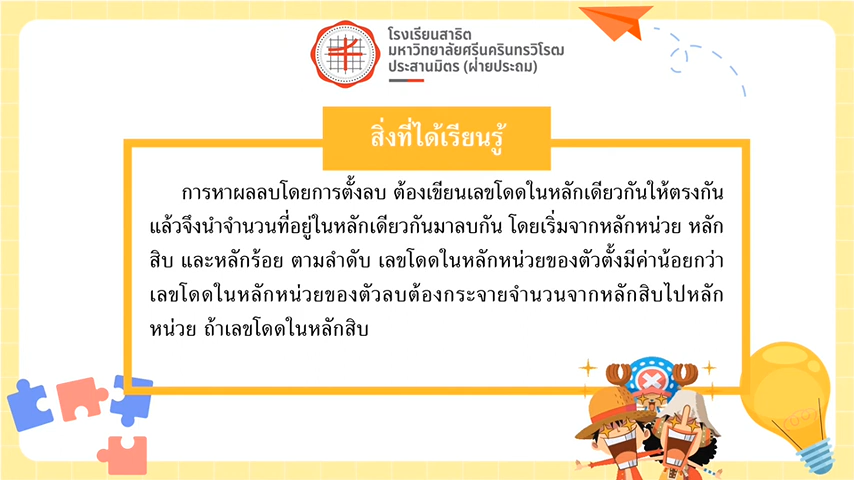 โรงเรียนสาธิต
มหาวิทยาลัยศรีนครินทรวิโรฒ
ประสานมิตร (ฝ่ายประถม)
สิ่งที่ได้เรียนรู้
การหาผลลบโดยการตั้งลบ ต้องเขียนเลขโดดในหลักเดียวกันให้ตรงกัน
แล้วจึงนำจำนวนที่อยู่ในหลักเดียวกันมาลบกัน โดยเริ่มจากหลักหน่วย หลัก
สิบ และหลักร้อย ตามลำดับ เลขโดดในหลักหน่วยของตัวตั้งมีค่าน้อยกว่า
เลขโดดในหลักหน่วยของตัวลบต้องกระจายจำนวนจากหลักสิบไปหลัก
หน่วย ถ้าเลขโดดในหลักสิบ